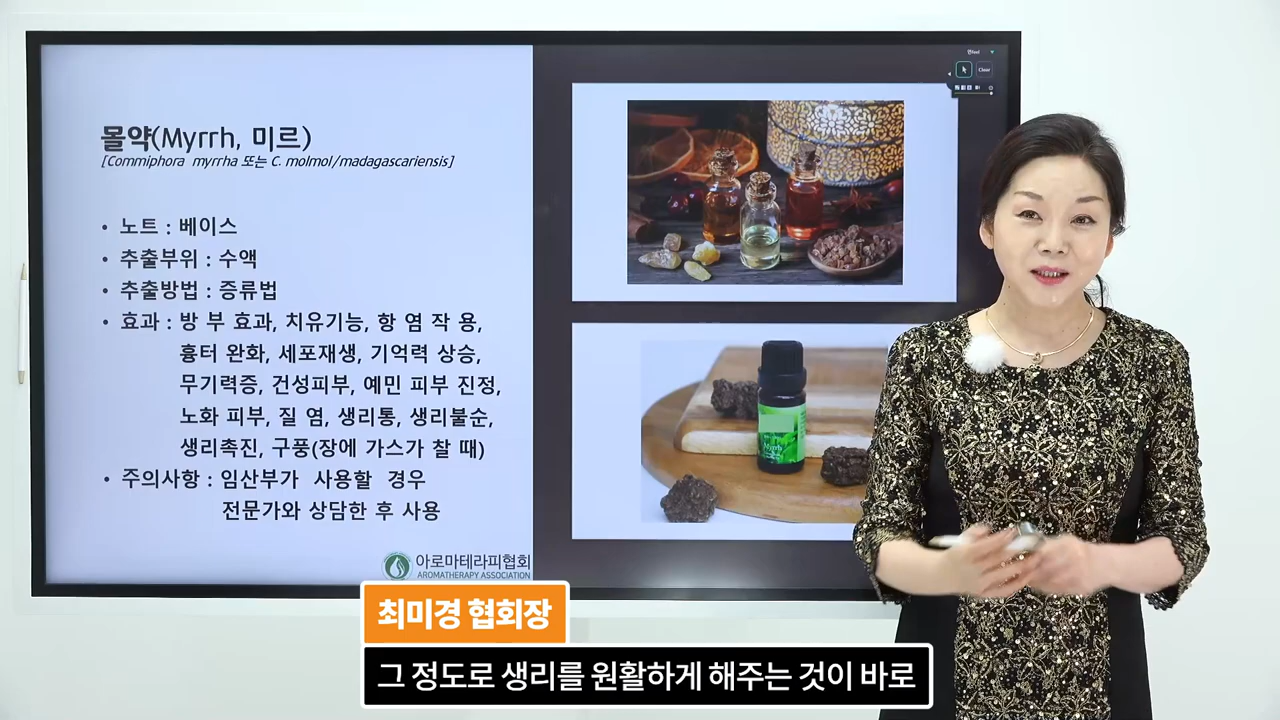 몰약(Myrrh, 미르)
[Commiphora myrrha 또는 C. molmol/madagascariensis]
• 노트 : 베이스
• 추출부위 : 수액
• 추출방법 : 증류법
• 효과 : 방 부 효과, 치유기능, 항 염 작 용,
흉터 완화, 세포재생, 기억력 상승,
무기력증, 건성피부, 예민 피부 진정,
노화 피부, 질 염, 생리통, 생리불순,
생리촉진, 구풍(장에 가스가 찰 때)
• 주의사항 : 임산부가 사용할 경우
전문가와 상담한 후 사용
아로마테라피협회
AROMATHERAPY ASSOCIATION
Clear
Myrrh
최미경 협회장
그 정도로 생리를 원활하게 해주는 것이 바로